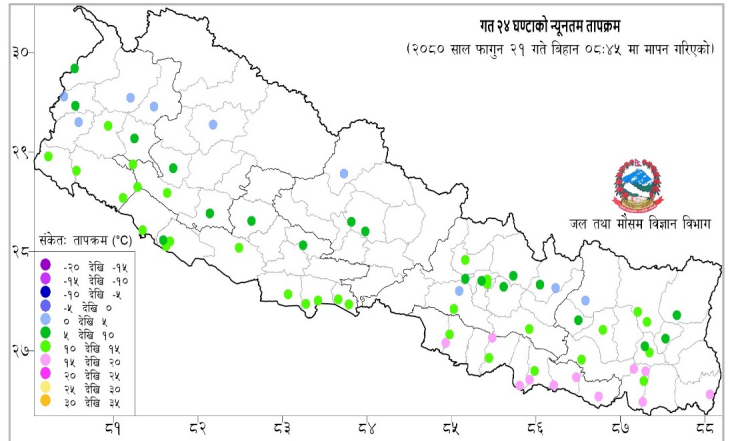 गत २४ घण्टाको न्यूनतम तापक्रम
(२०८० साल फागुन २१ गते बिहान ०८:४५ मा मापन गरिएको)
३०
२९
२८
२७
जल तथा मौसम विज्ञान विभाग
संकेतः तापक्रम (°C)
-२० देखि -१५
-१५ देखि -१०
-१० देखि -५
-५ देखि ०
० देखि ५
५ देखि १०
१० देखि १५
१५ देखि २०
२० देखि २५
२५ देखि ३०
३० देखि ३५
८१ ८२ ८३ ८४ ८५ ८६ ८७ ८८